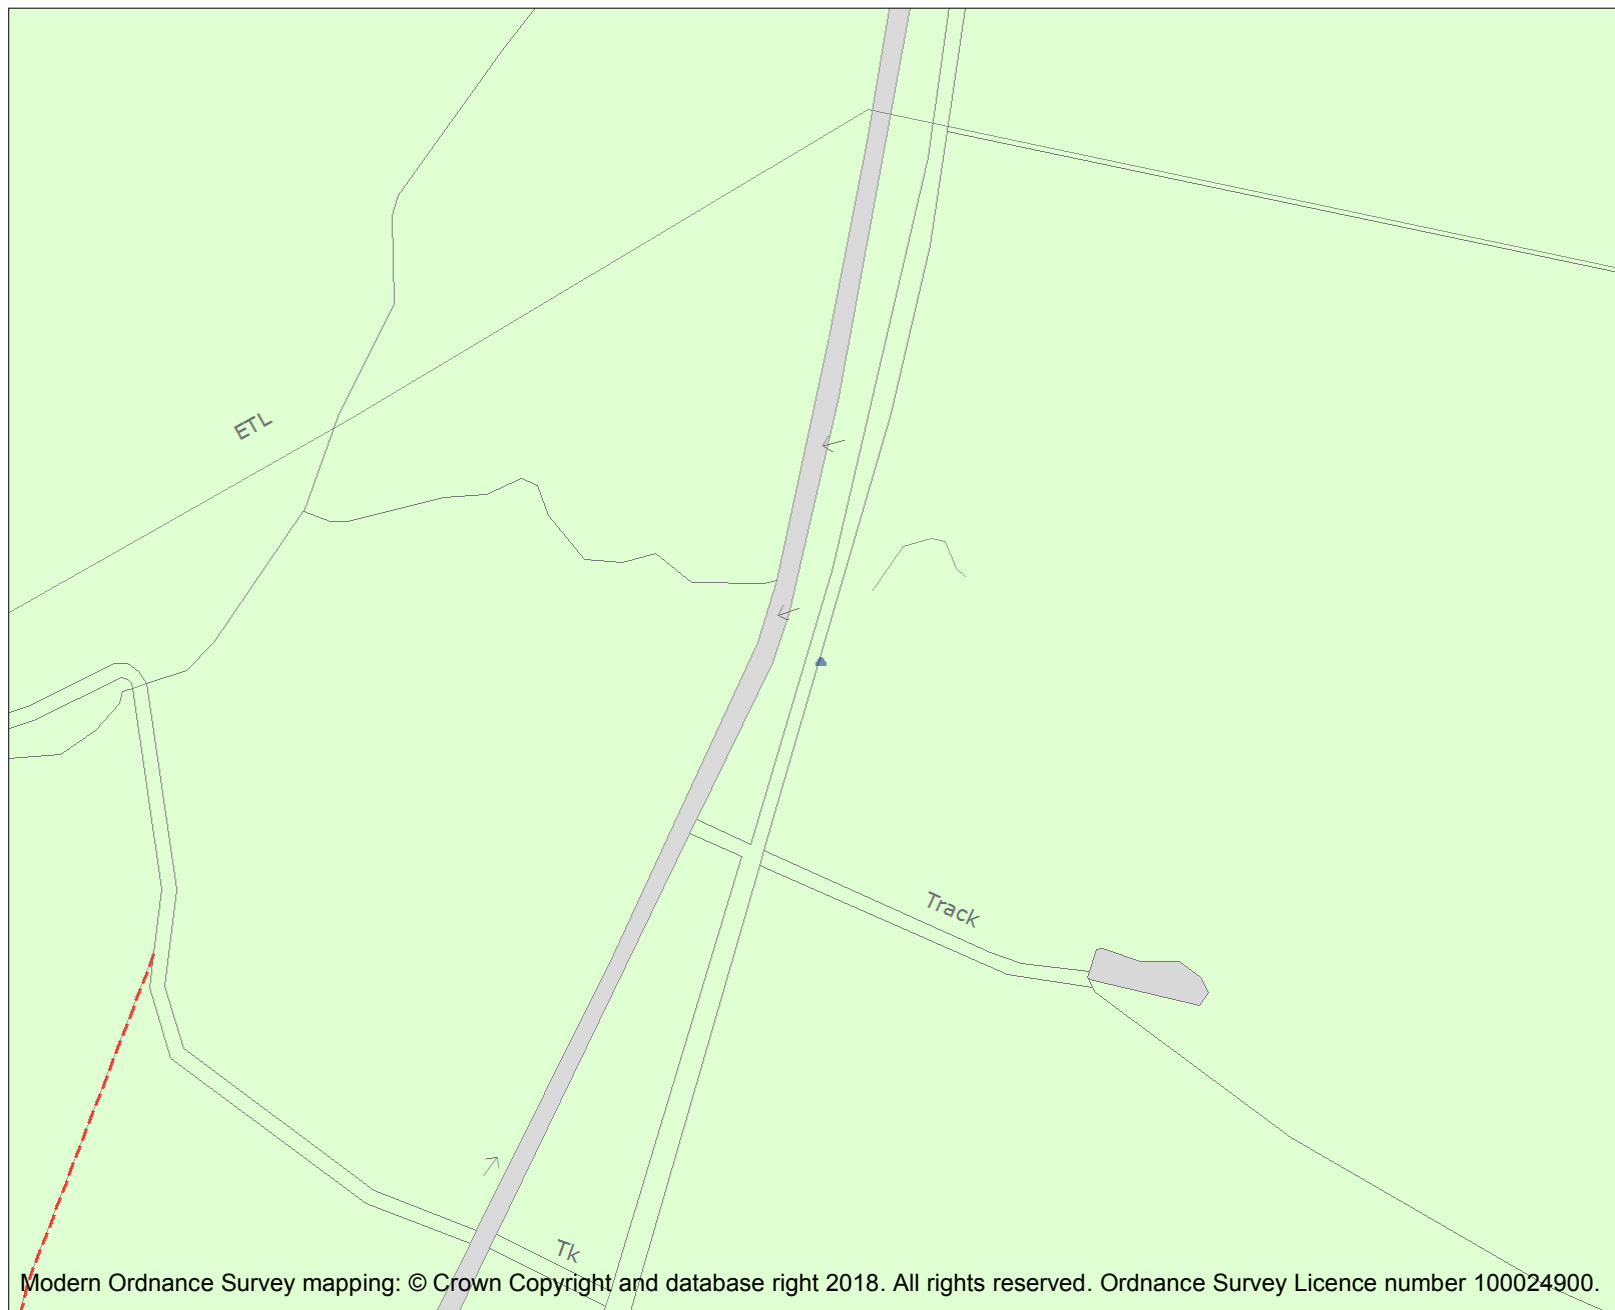 ETL
Track
Tk
Modern Ordnance Survey mapping: © Crown Copyright and database right 2018. All rights reserved. Ordnance Survey Licence number 100024900.